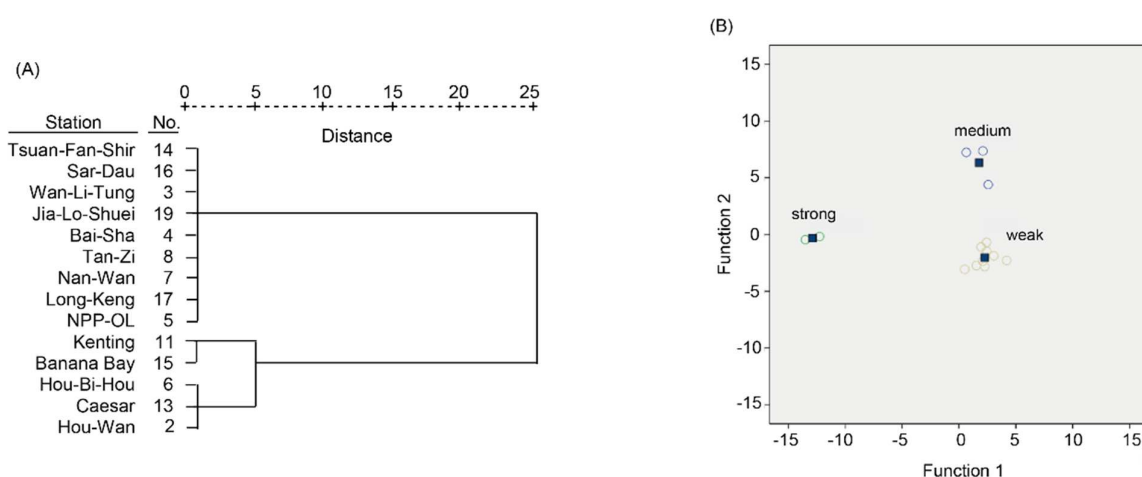 (A)
0 5 10 15 20 25
Distance
Station No.
Tsuan-Fan-Shir 14
Sar-Dau 16
Wan-Li-Tung 3
Jia-Lo-Shuei 19
Bai-Sha 4
Tan-Zi 8
Nan-Wan 7
Long-Keng 17
NPP-OL 5
Kenting 11
Banana Bay 15
Hou-Bi-Hou 6
Caesar 13
Hou-Wan 2
(B)
15
10
5
0
-5
-10
-15
Function 2
medium
strong
weak
-15 -10 -5 0 5 10 15
Function 1